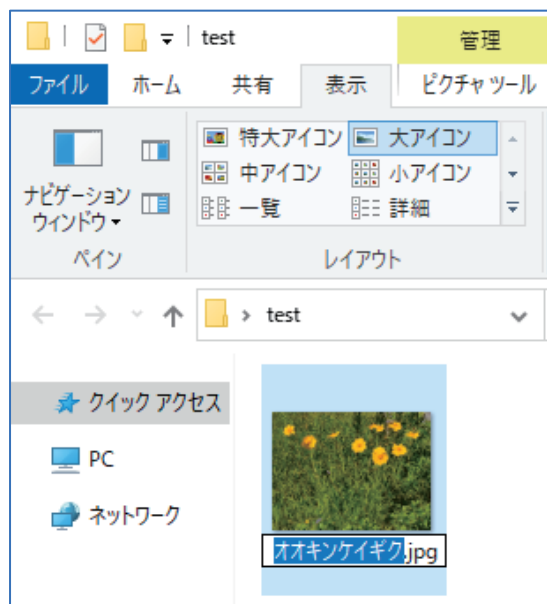 test
管理
ファイル ホーム 共有 表示 ピクチャ ツール
特大アイコン 大アイコン
中アイコン 小アイコン
一覧 詳細
ナビゲーション
ウィンドウ
ペイン
レイアウト
test
クイック アクセス
PC
ネットワーク
オオキンケイギク.jpg